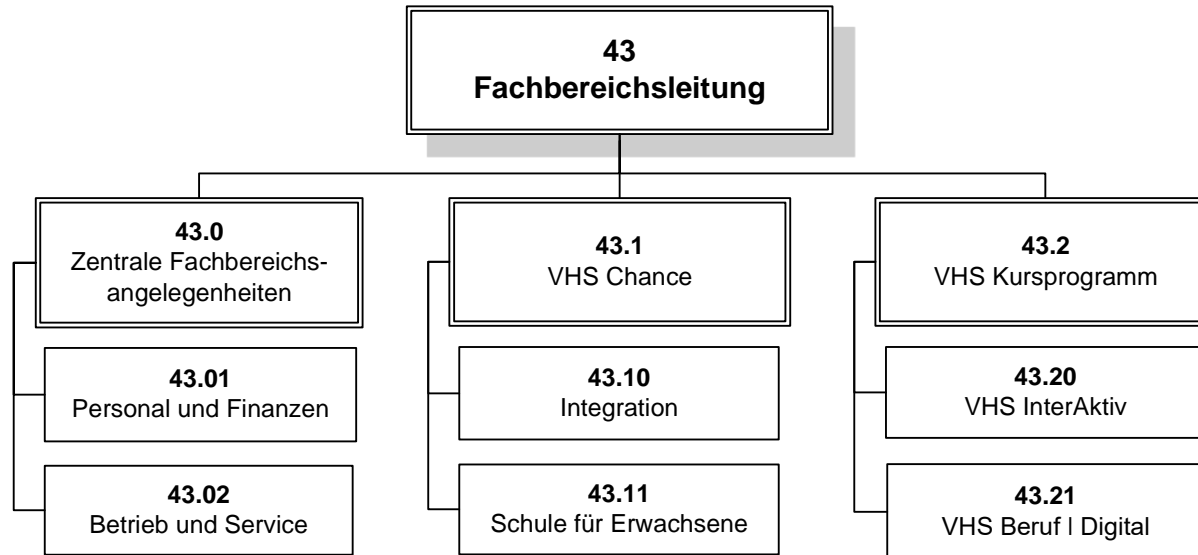 43
Fachbereichsleitung
43.0
Zentrale Fachbereichs-
angelegenheiten
43.01
Personal und Finanzen
43.02
Betrieb und Service
43.1
VHS Chance
43.10
Integration
43.11
Schule für Erwachsene
43.2
VHS Kursprogramm
43.20
VHS InterAktiv
43.21
VHS Beruf l Digital